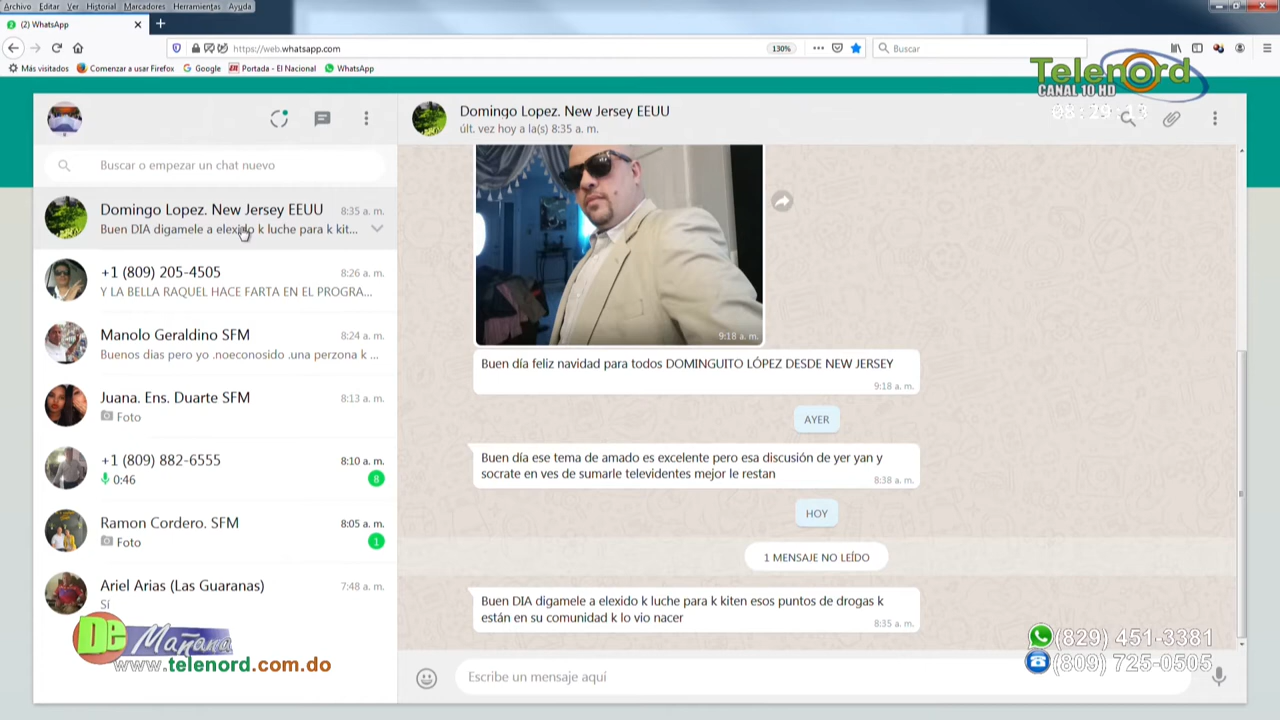 Archivo Editar Ver Historial Marcadores Herramientas Ayuda
(2) WhatsApp
https://web.whatsapp.com
130%
Buscar
Más visitados Comenzar a usar Firefox Google Portada - El Nacional WhatsApp
Telenord
CANAL 10 HD
Domingo Lopez. New Jersey EEUU
últ. vez hoy a la(s) 8:35 a. m.
Buscar o empezar un chat nuevo
Domingo Lopez. New Jersey EEUU 8:35 a. m.
Buen DIA digamele a elexido k luche para k kit...
+1 (809) 205-4505 8:26 a. m.
Y LA BELLA RAQUEL HACE FARTA EN EL PROGRA...
Manolo Geraldino SFM 8:24 a. m.
Buenos dias pero yo .noeconosido .una perzona k ...
Juana. Ens. Duarte SFM 8:13 a. m.
Foto
+1 (809) 882-6555 8:10 a. m.
0:46 8
Ramon Cordero. SFM 8:05 a. m.
Foto 1
Ariel Arias (Las Guaranas) 7:48 a. m.
Sí
9:18 a. m.
Buen día feliz navidad para todos DOMINGUITO LÓPEZ DESDE NEW JERSEY
9:18 a. m.
AYER
Buen día ese tema de amado es excelente pero esa discusión de yer yan y
socrate en ves de sumarle televidentes mejor le restan
8:38 a. m.
HOY
1 MENSAJE NO LEÍDO
Buen DIA digamele a elexido k luche para k kiten esos puntos de drogas k
están en su comunidad k lo vio nacer
8:35 a. m.
Escribe un mensaje aquí
De Mañana
www.telenord.com.do
(829) 451-3381
(809) 725-0505